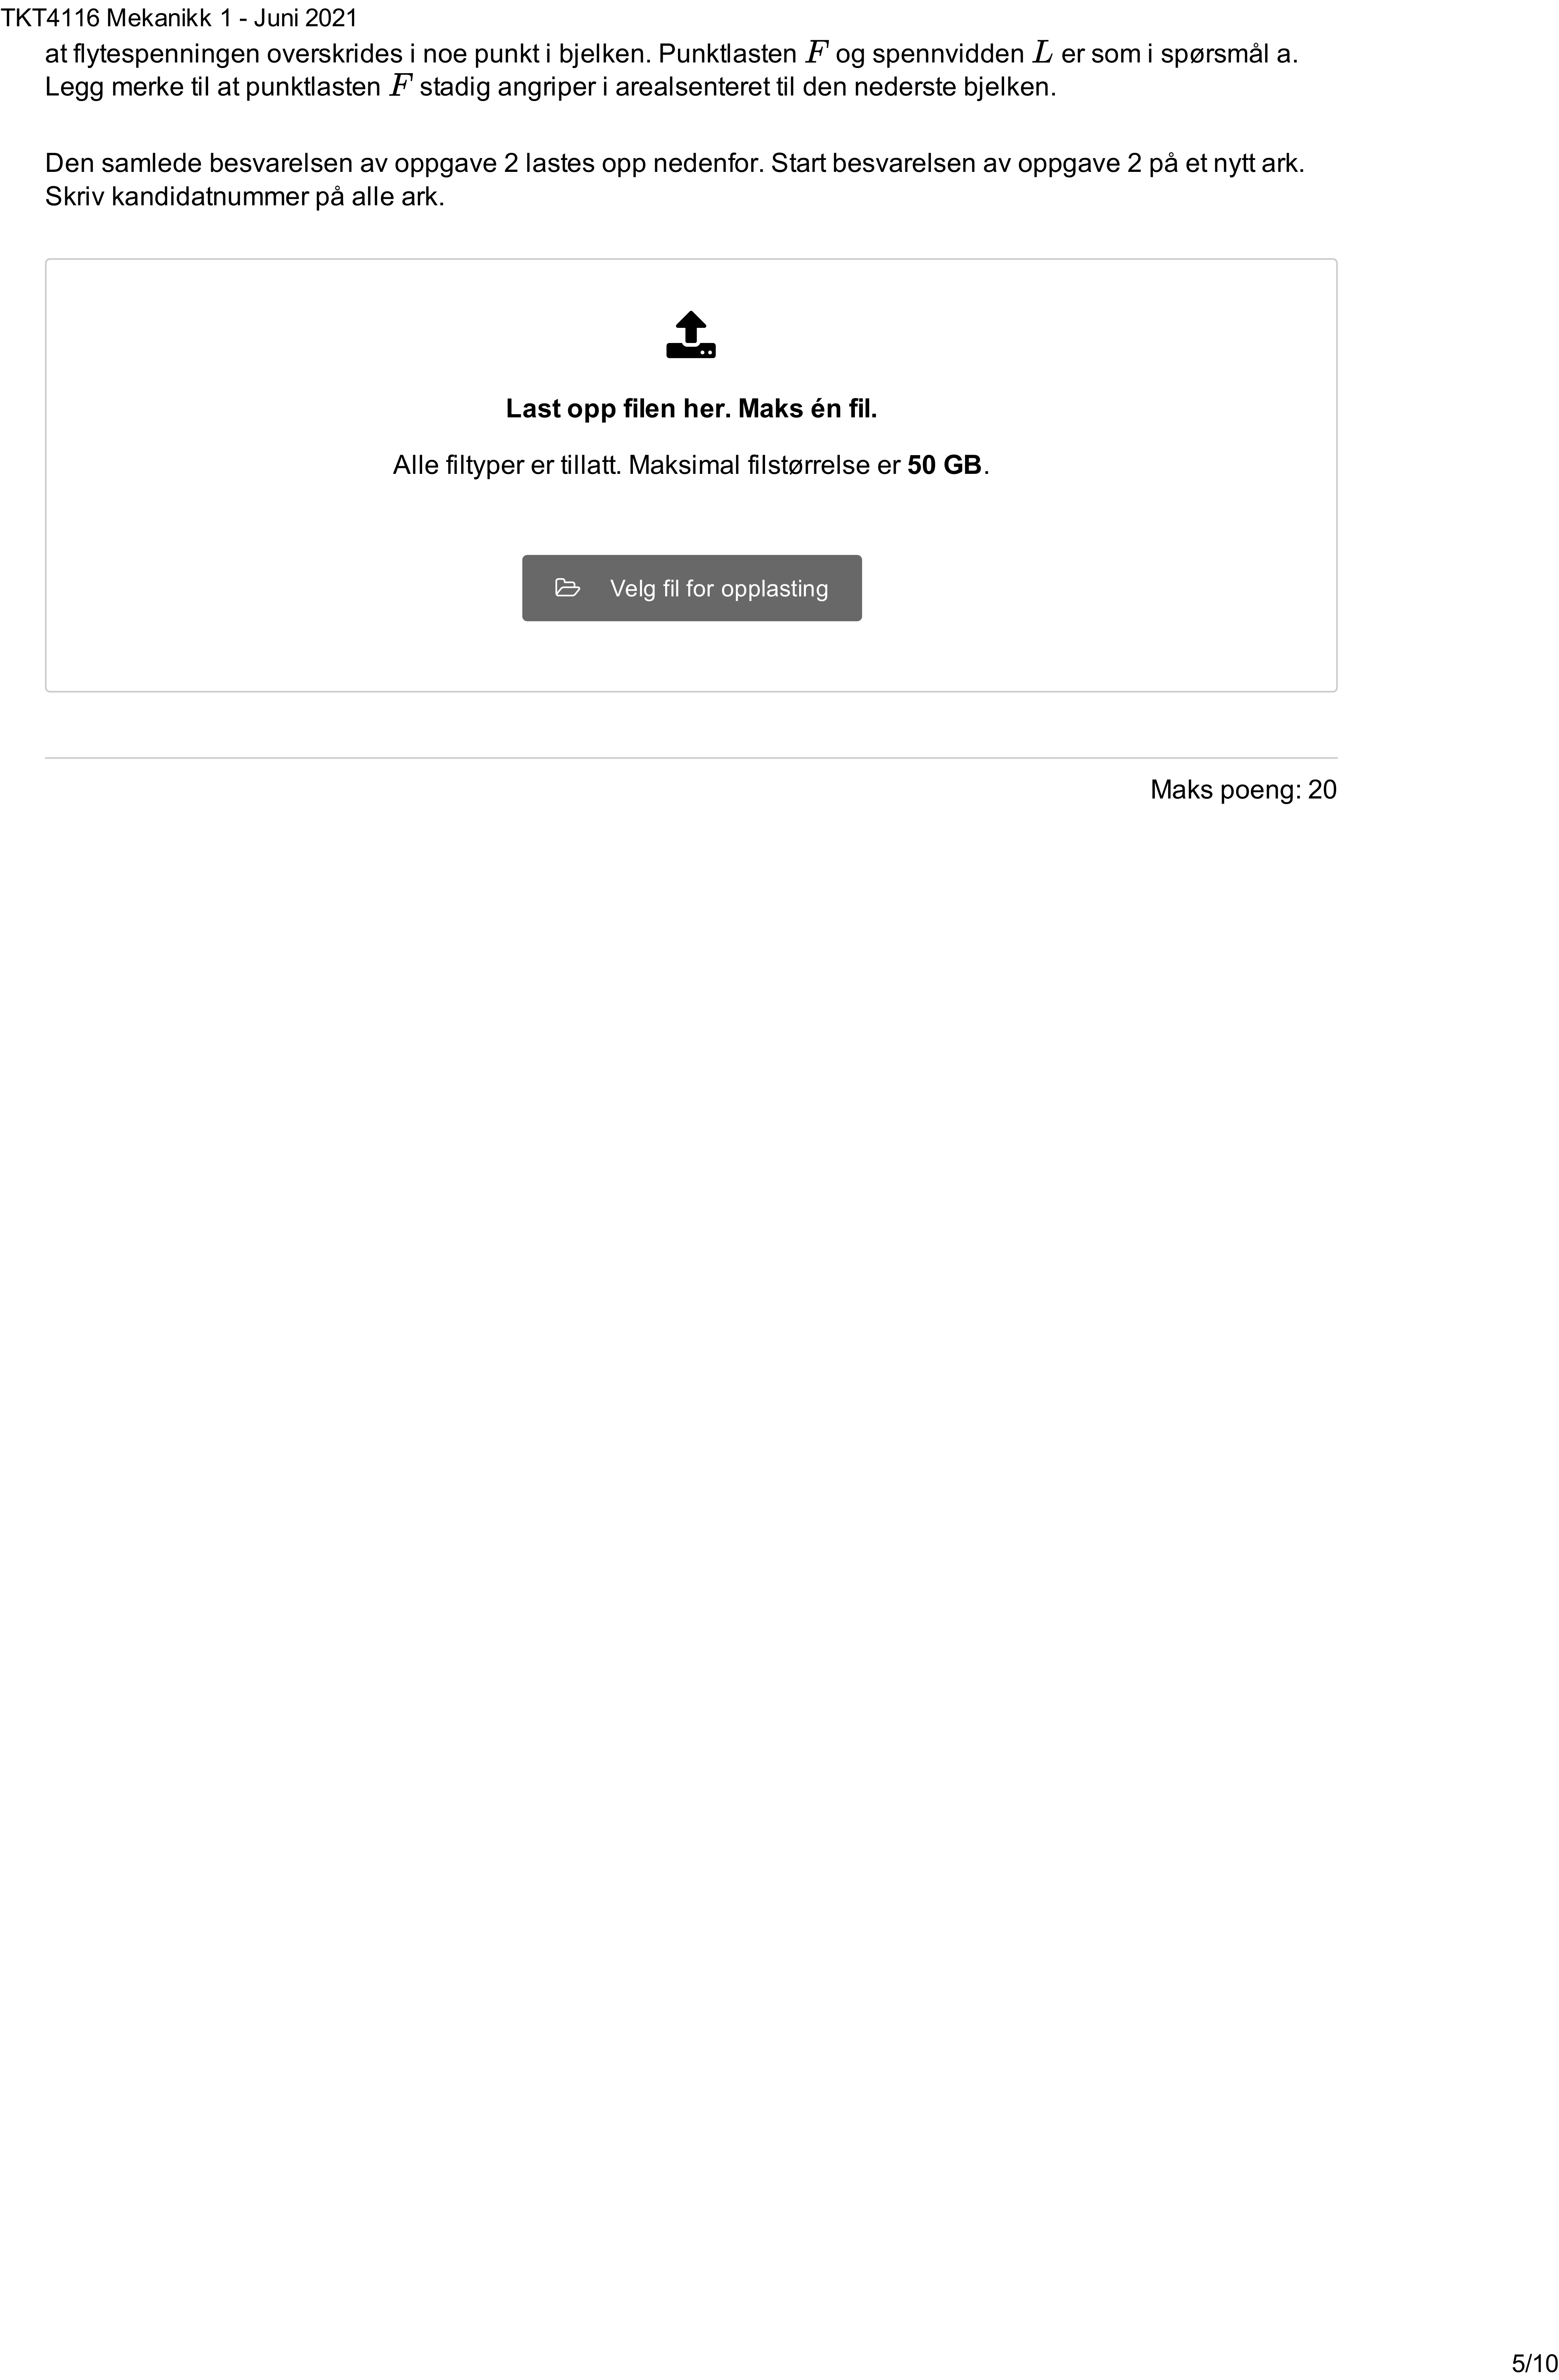 TKT4116 Mekanikk 1 - Juni 2021
at flytespenningen overskrides i noe punkt i bjelken. Punktlasten F og spennvidden L er som i spørsmål a.
Legg merke til at punktlasten F stadig angriper i arealsenteret til den nederste bjelken.
Den samlede besvarelsen av oppgave 2 lastes opp nedenfor. Start besvarelsen av oppgave 2 på et nytt ark.
Skriv kandidatnummer på alle ark.
Last opp filen her. Maks én fil.
Alle filtyper er tillatt. Maksimal filstørrelse er 50 GB.
Velg fil for opplasting
Maks poeng: 20
5/10